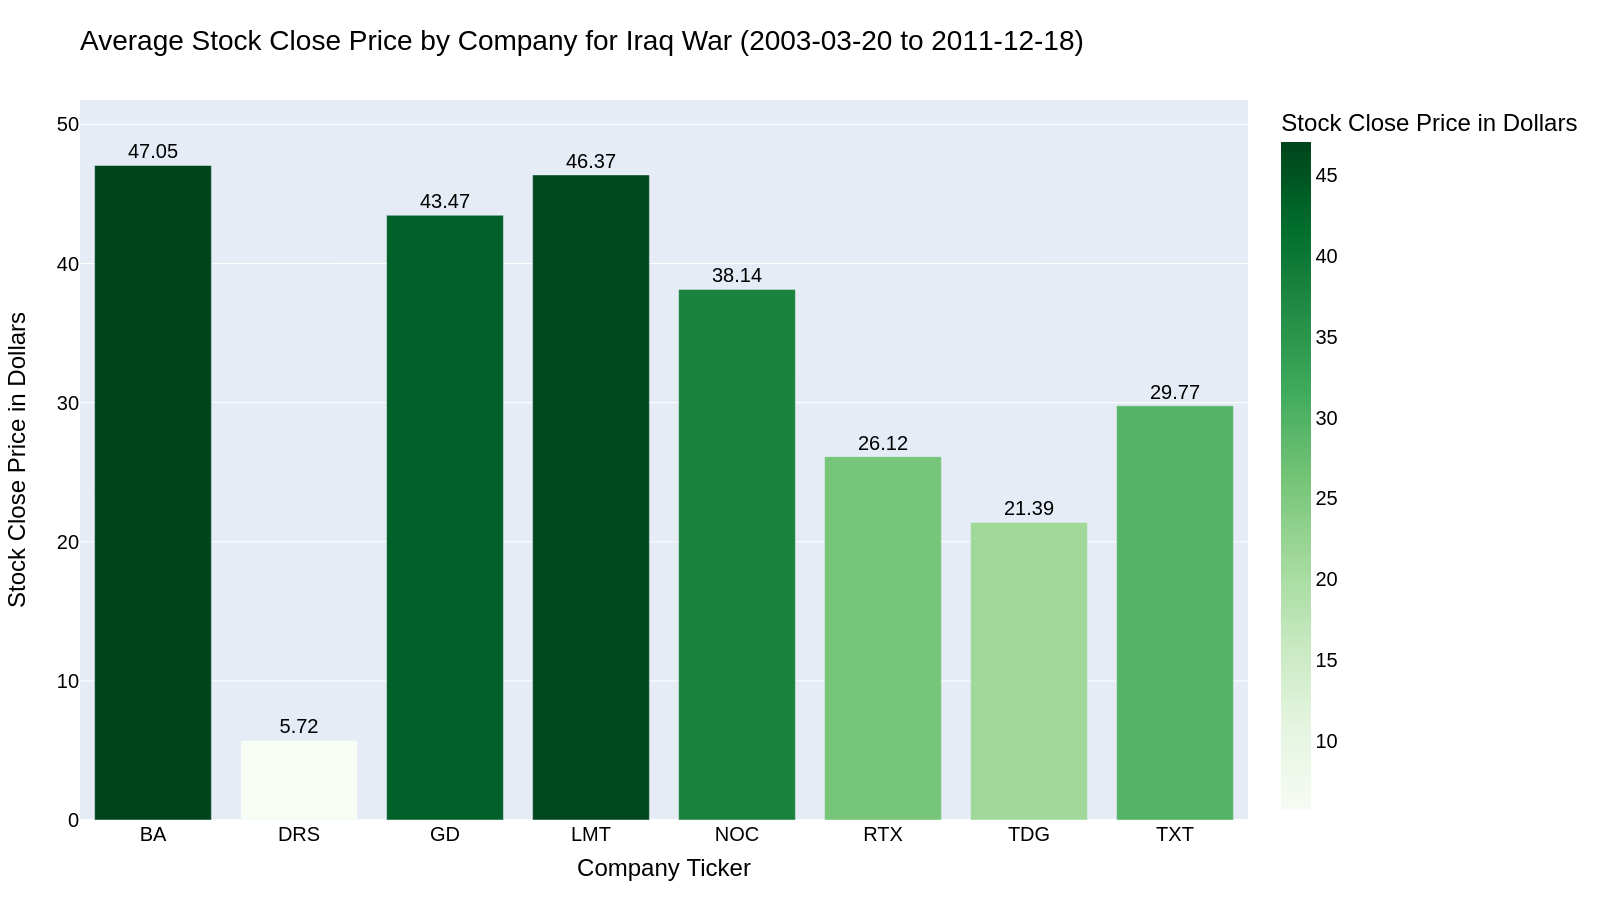 Average Stock Close Price by Company for Iraq War (2003-03-20 to 2011-12-18)
Stock Close Price in Dollars
50
40
30
20
10
0
47.05
5.72
43.47
46.37
38.14
26.12
21.39
29.77
BA
DRS
GD
LMT
NOC
RTX
TDG
TXT
Company Ticker
Stock Close Price in Dollars
45
40
35
30
25
20
15
10